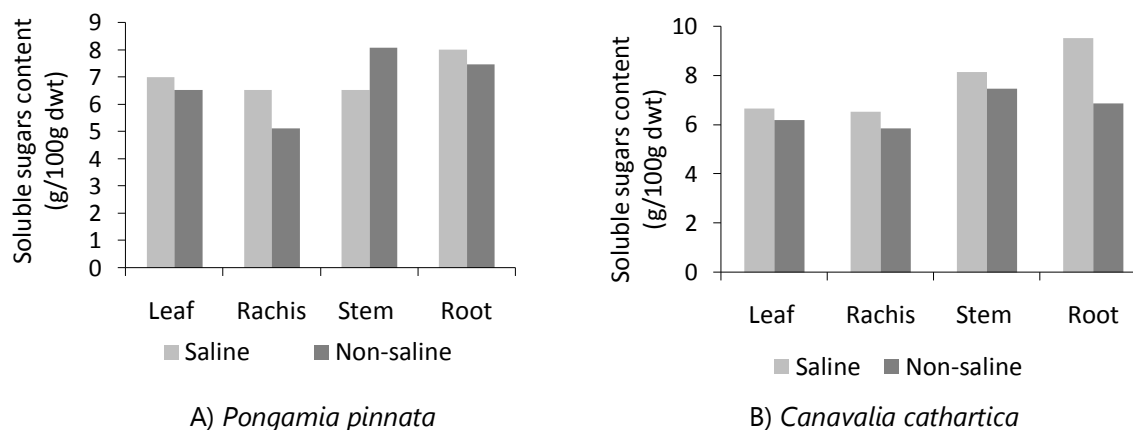 Soluble sugars content
(g/100g dwt)
9
8
7
6
5
4
3
2
1
0
Leaf Rachis Stem Root
Saline Non-saline
A) Pongamia pinnata
Soluble sugars content
(g/100g dwt)
10
8
6
4
2
0
Leaf Rachis Stem Root
Saline Non-saline
B) Canavalia cathartica